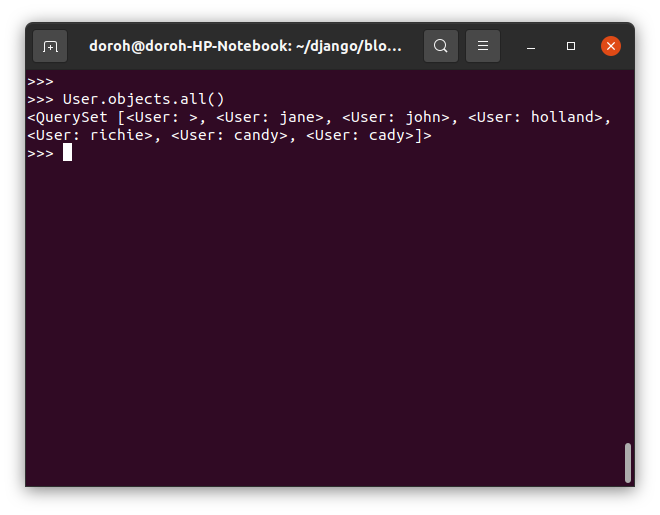 doroh@doroh-HP-Notebook: ~/django/blo...
>>>
>>> User.objects.all()
<QuerySet [<User: >, <User: jane>, <User: john>, <User: holland>,
<User: richie>, <User: candy>, <User: cady>]>
>>>